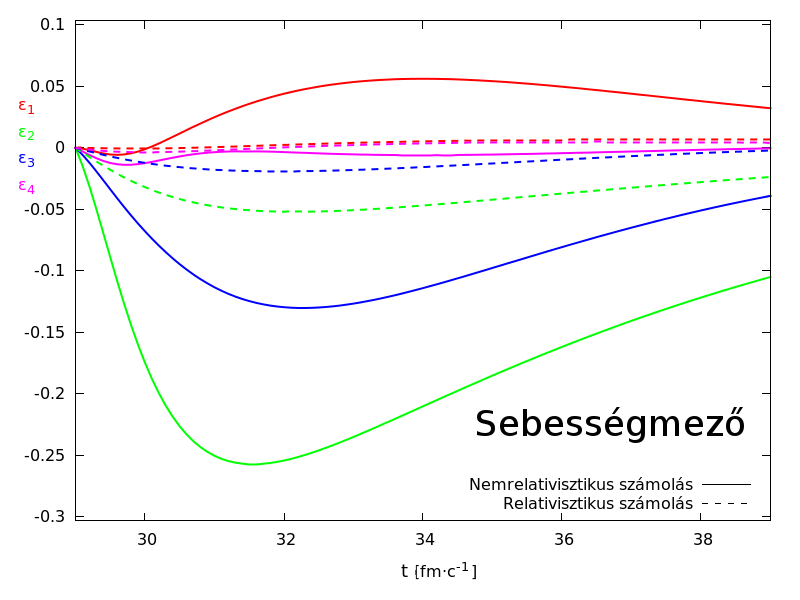 0.1
0.05
0
-0.05
-0.1
-0.15
-0.2
-0.25
-0.3
ε1
ε2
ε3
ε4
Sebességmező
Nemrelativisztikus számolás
Relativisztikus számolás
30 32 34 36 38
t [fm·c-1]